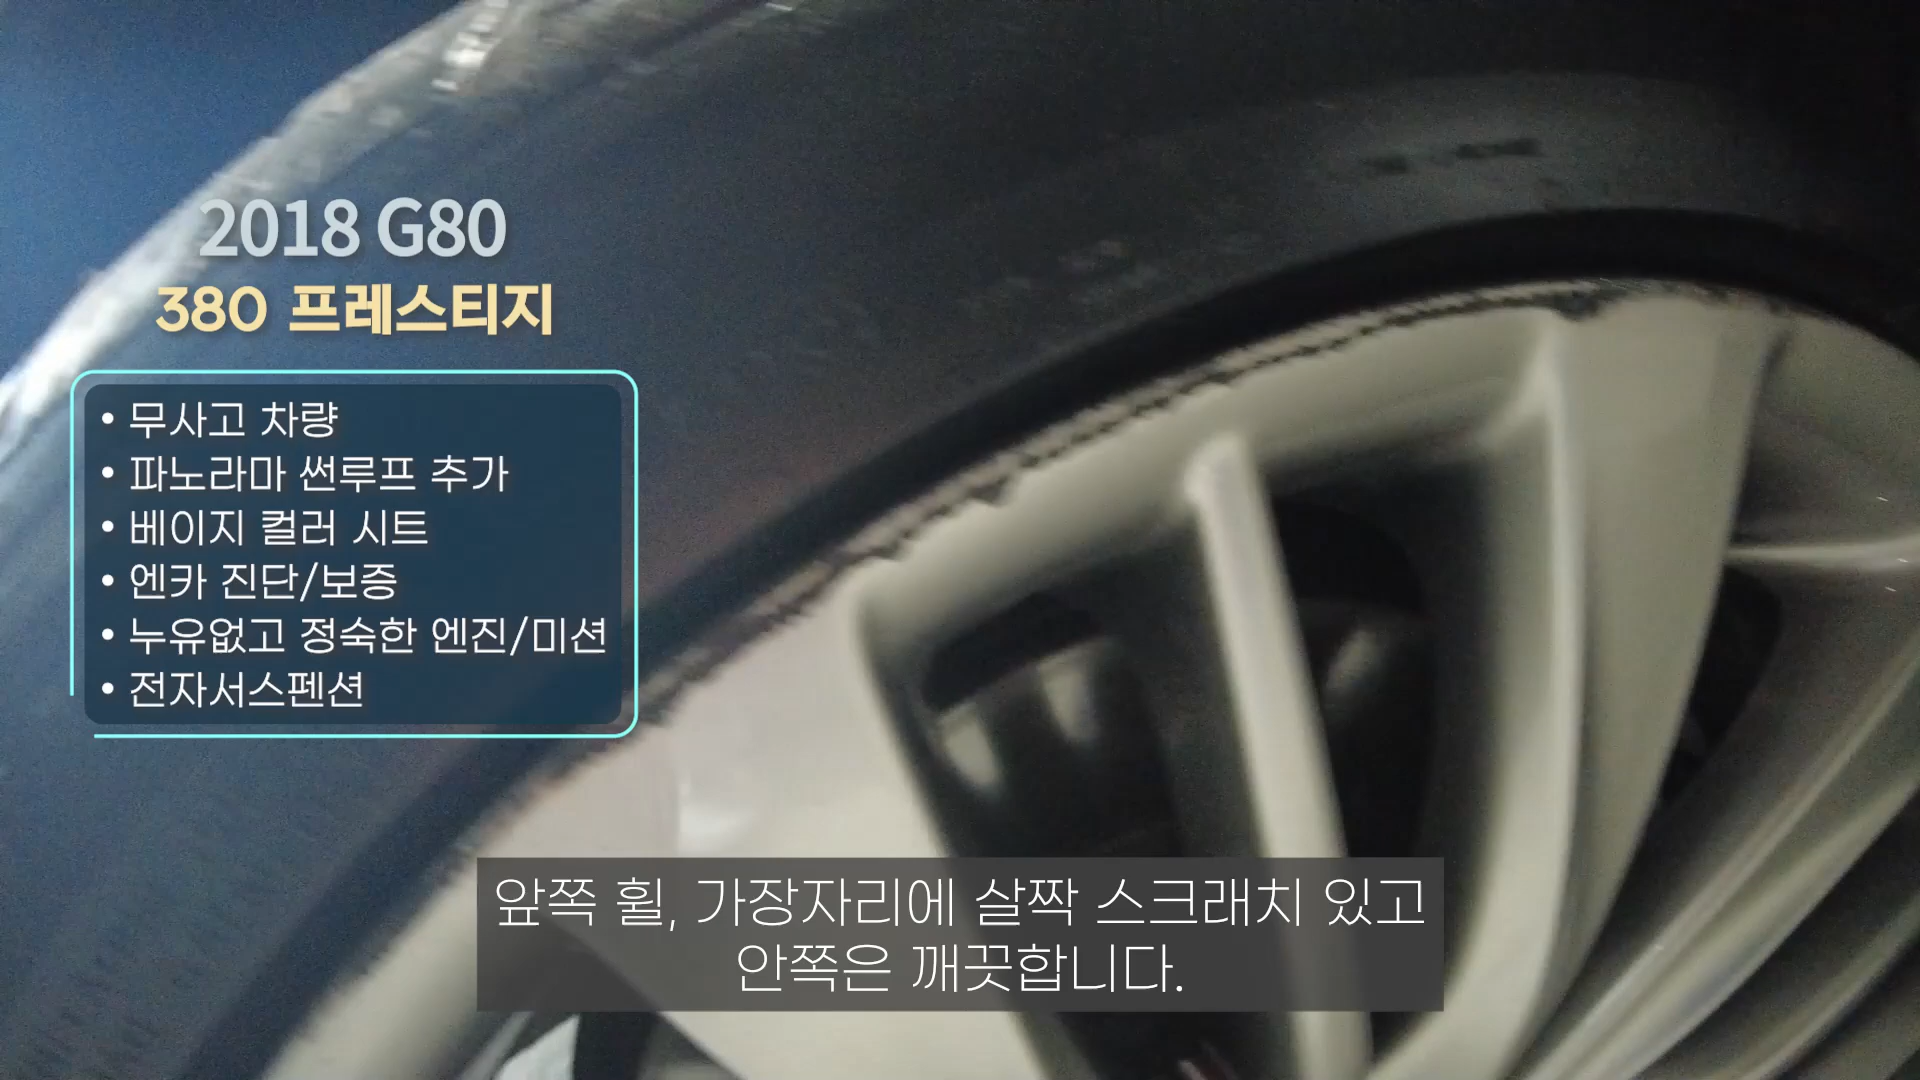 2018 G80
380 프레스티지
• 무사고 차량
• 파노라마 썬루프 추가
• 베이지 컬러 시트
• 엔카 진단/보증
• 누유없고 정숙한 엔진/미션
• 전자서스펜션
앞쪽 휠, 가장자리에 살짝 스크래치 있고
안쪽은 깨끗합니다.